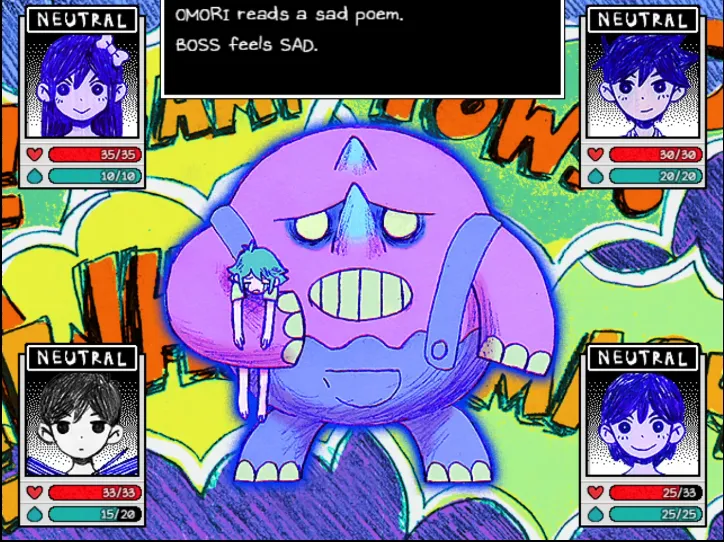 OMORI reads a sad poem.
BOSS feels SAD.
NEUTRAL
35/35
10/10
NEUTRAL
30/30
20/20
NEUTRAL
33/33
15/20
NEUTRAL
25/33
25/25